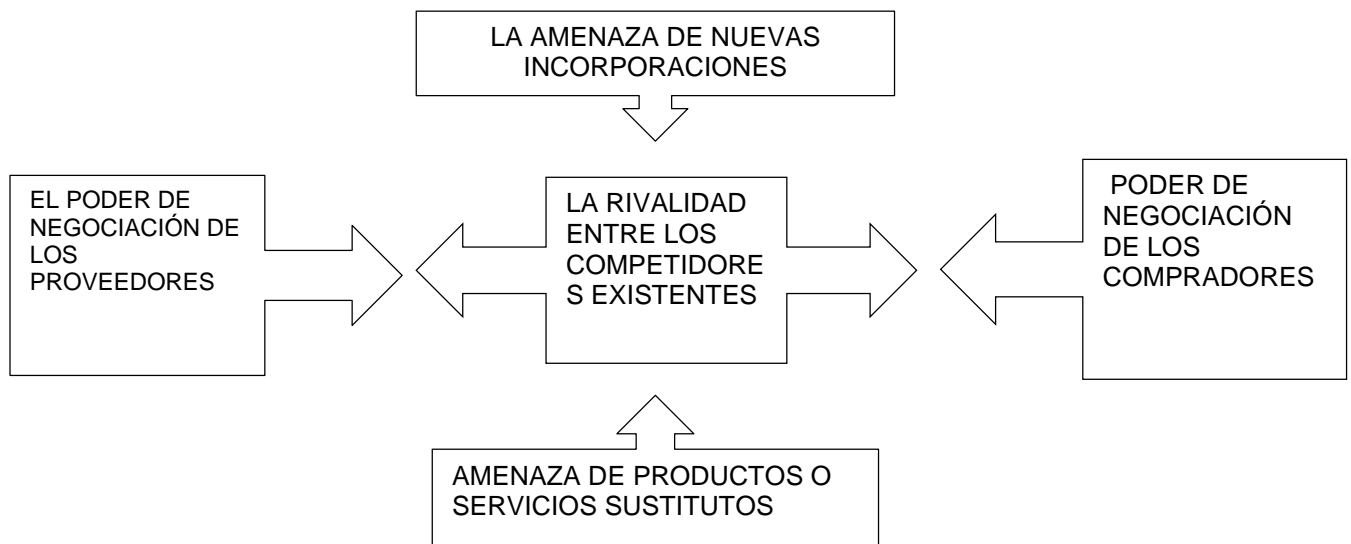 LA AMENAZA DE NUEVAS
INCORPORACIONES
EL PODER DE
NEGOCIACIÓN DE
LOS
PROVEEDORES
LA RIVALIDAD
ENTRE LOS
COMPETIDORE
S EXISTENTES
PODER DE
NEGOCIACIÓN
DE LOS
COMPRADORES
AMENAZA DE PRODUCTOS O
SERVICIOS SUSTITUTOS